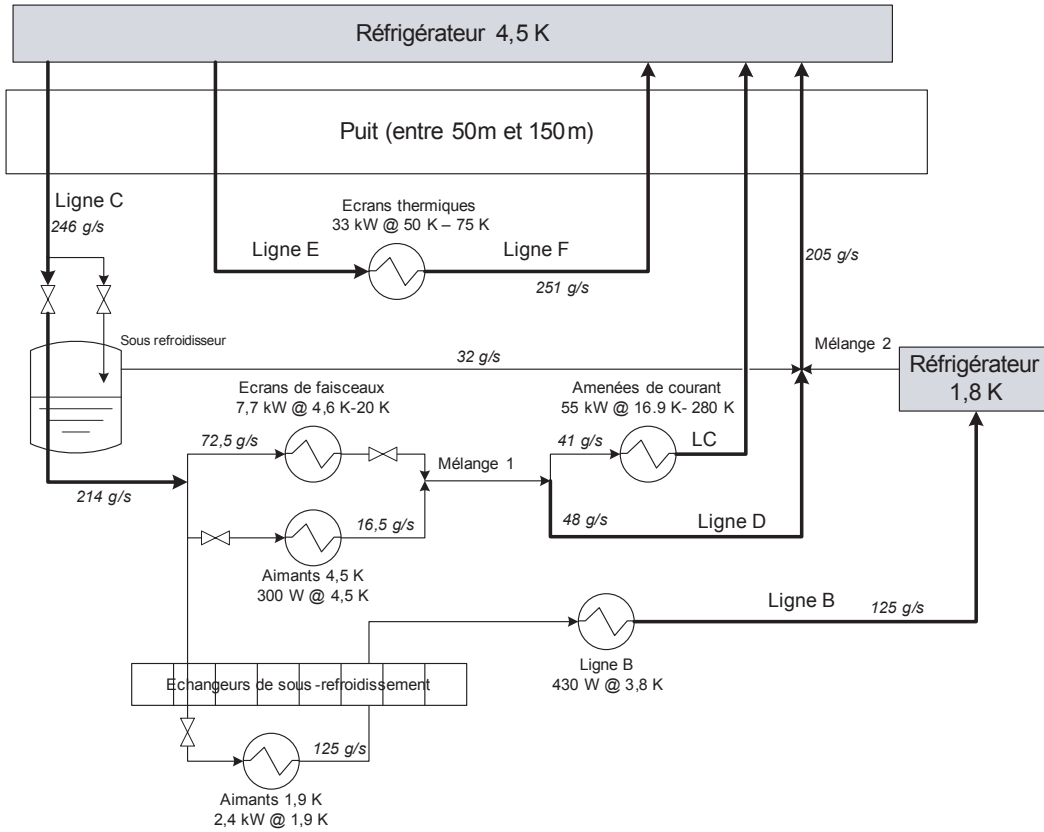 Réfrigérateur 4,5 K
Puit (entre 50m et 150m)
Ligne C
246 g/s
Ecrans thermiques
33 kW @ 50 K – 75 K
Ligne E
Ligne F
251 g/s
205 g/s
Sous refroidisseur
32 g/s
Mélange 2
Réfrigérateur
1,8 K
Ecrans de faisceaux
7,7 kW @ 4,6 K-20 K
Amenées de courant
55 kW @ 16.9 K- 280 K
72,5 g/s
Mélange 1
41 g/s
LC
214 g/s
16,5 g/s
48 g/s
Ligne D
Aimants 4,5 K
300 W @ 4,5 K
Ligne B
125 g/s
Echangeurs de sous -refroidissement
Ligne B
430 W @ 3,8 K
125 g/s
Aimants 1,9 K
2,4 kW @ 1,9 K